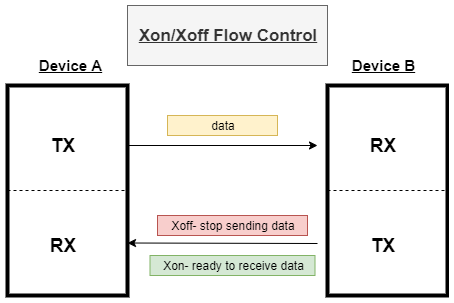 Xon/Xoff Flow Control
Device A
Device B
TX
data
RX
RX
Xoff- stop sending data
TX
Xon- ready to receive data